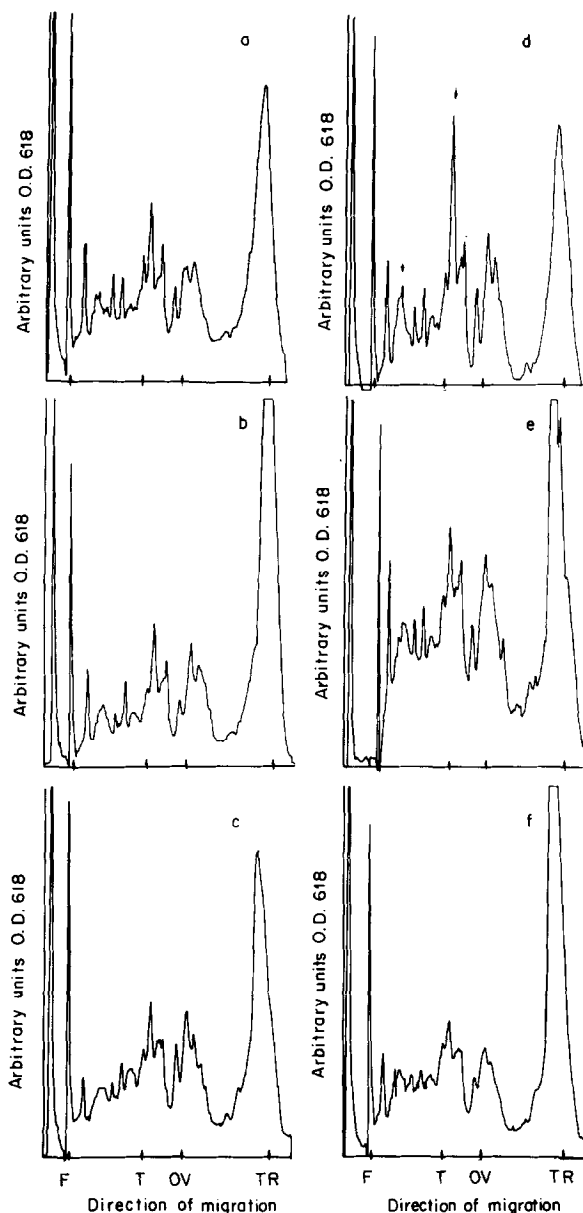 a
d
Arbitrary units O.D. 618
Arbitrary units O.D. 618
b
e
Arbitrary units O.D. 618
Arbitrary units O.D. 618
c
f
Arbitrary units O.D. 618
Arbitrary units O.D. 618
F T OV TR
F T OV TR
Direction of migration
Direction of migration